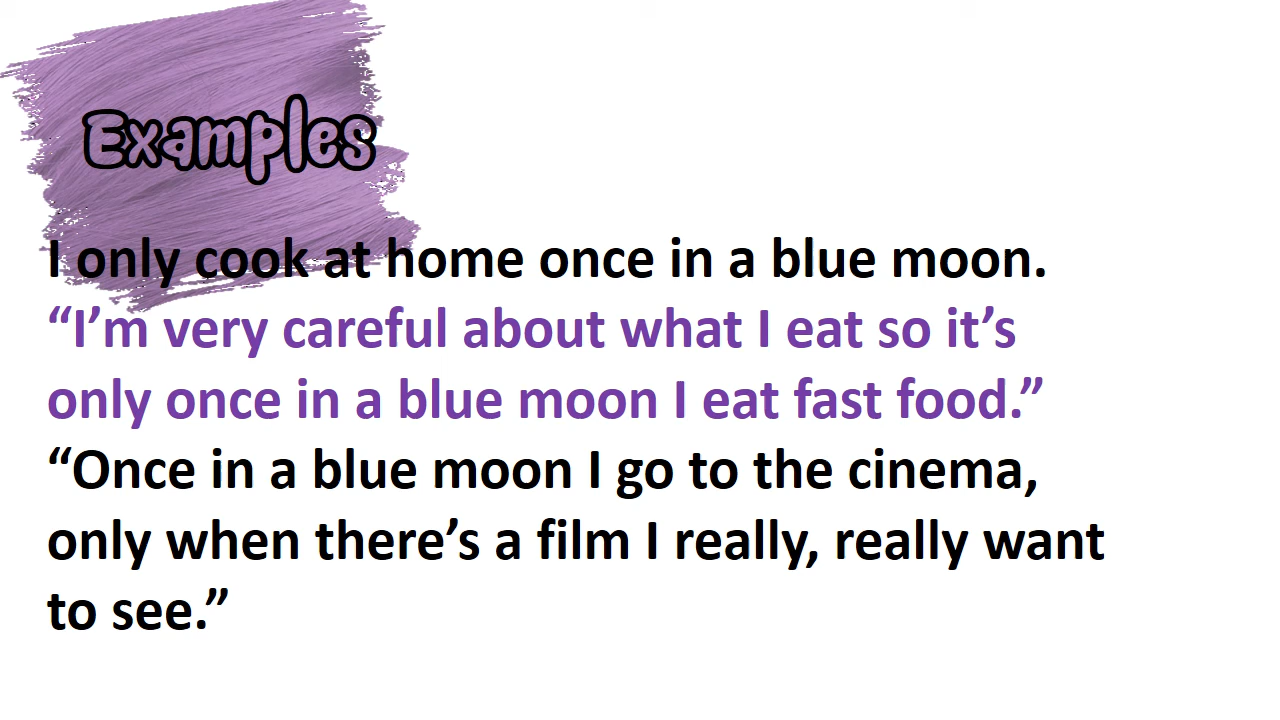 Examples
I only cook at home once in a blue moon.
“I’m very careful about what I eat so it’s
only once in a blue moon I eat fast food.”
“Once in a blue moon I go to the cinema,
only when there’s a film I really, really want
to see.”